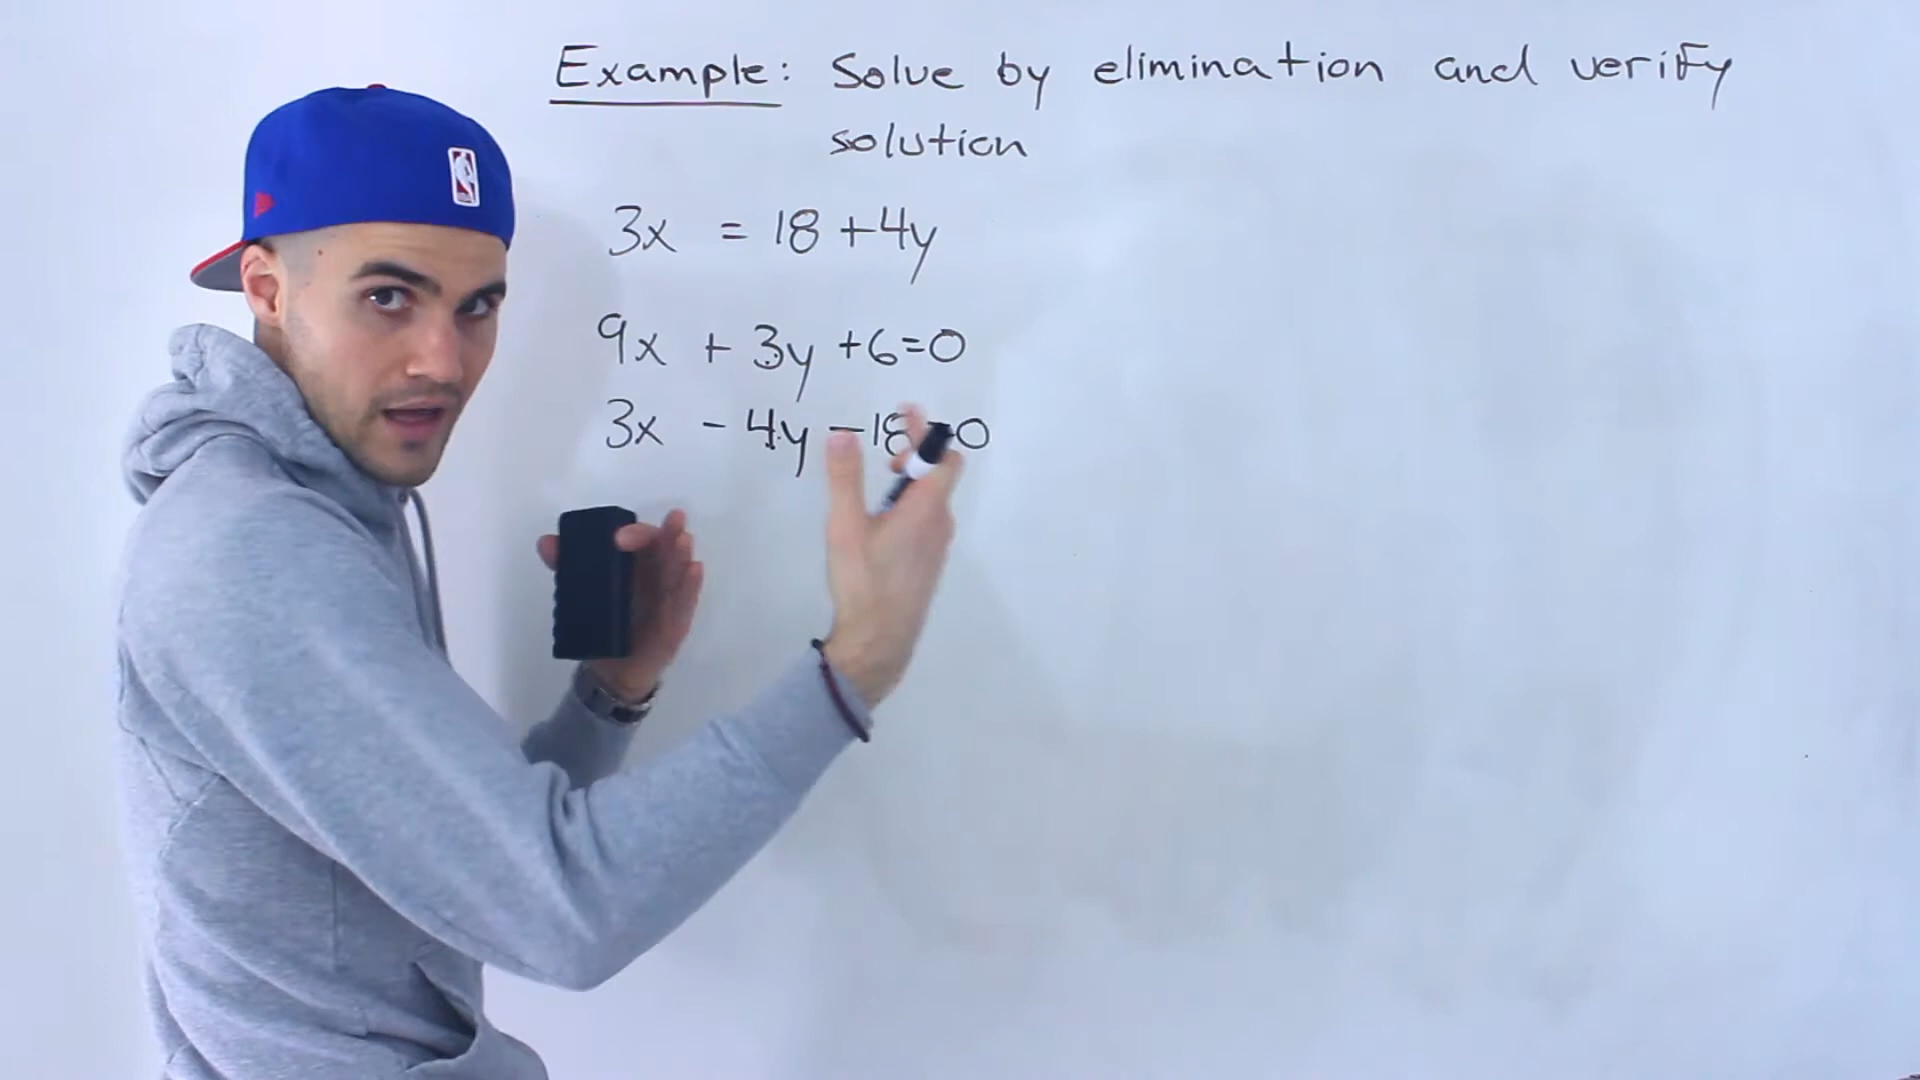 Example: Solve by elimination and verify
solution
3x = 18 + 4y
9x + 3y + 6 = 0
3x - 4y - 18 = 0